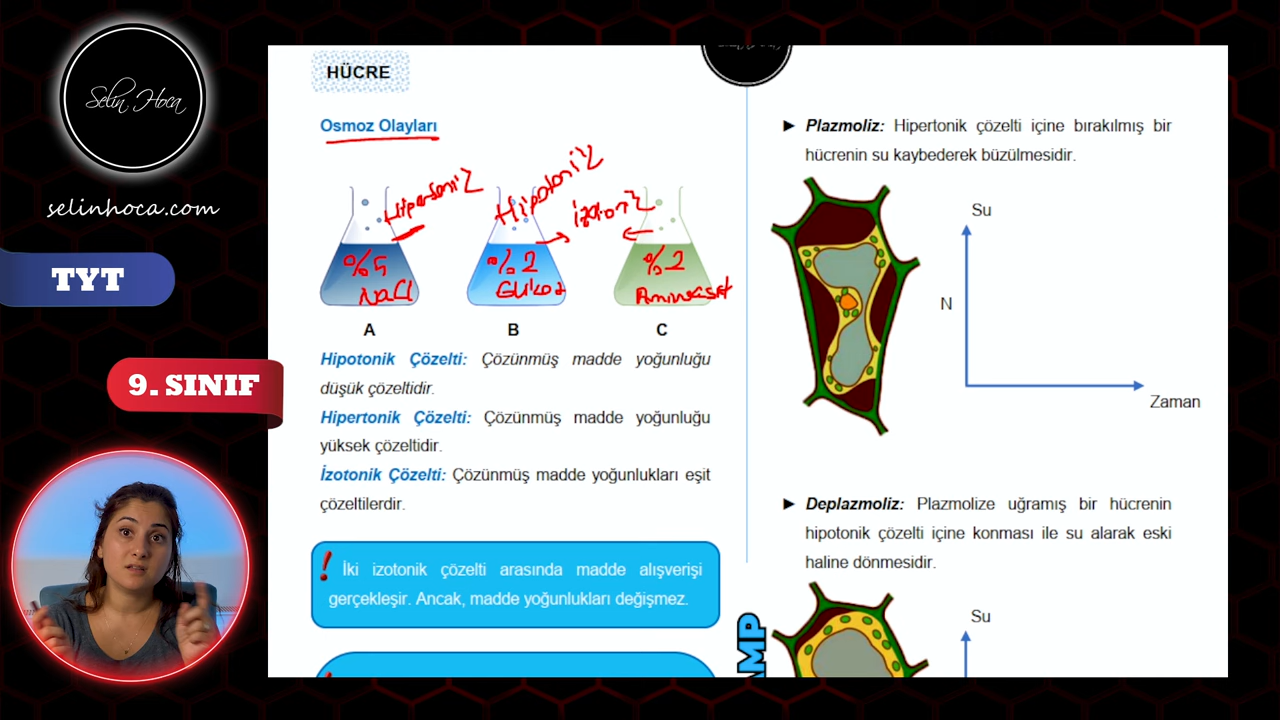 Selin Hoca
selinhoca.com
TYT
9. SINIF
HÜCRE
Osmoz Olayları
Hipertoniz
Hipotoniz
izotoniz
%5
NaCl
%2
Glikoz
%2
Aminoasit
A
B
C
Hipotonik Çözelti: Çözünmüş madde yoğunluğu
düşük çözeltidir.
Hipertonik Çözelti: Çözünmüş madde yoğunluğu
yüksek çözeltidir.
İzotonik Çözelti: Çözünmüş madde yoğunlukları eşit
çözeltilerdir.
! İki izotonik çözelti arasında madde alışverişi
gerçekleşir. Ancak, madde yoğunlukları değişmez.
► Plazmoliz: Hipertonik çözelti içine bırakılmış bir
hücrenin su kaybederek büzülmesidir.
Su
N
Zaman
► Deplazmoliz: Plazmolize uğramış bir hücrenin
hipotonik çözelti içine konması ile su alarak eski
haline dönmesidir.
Su